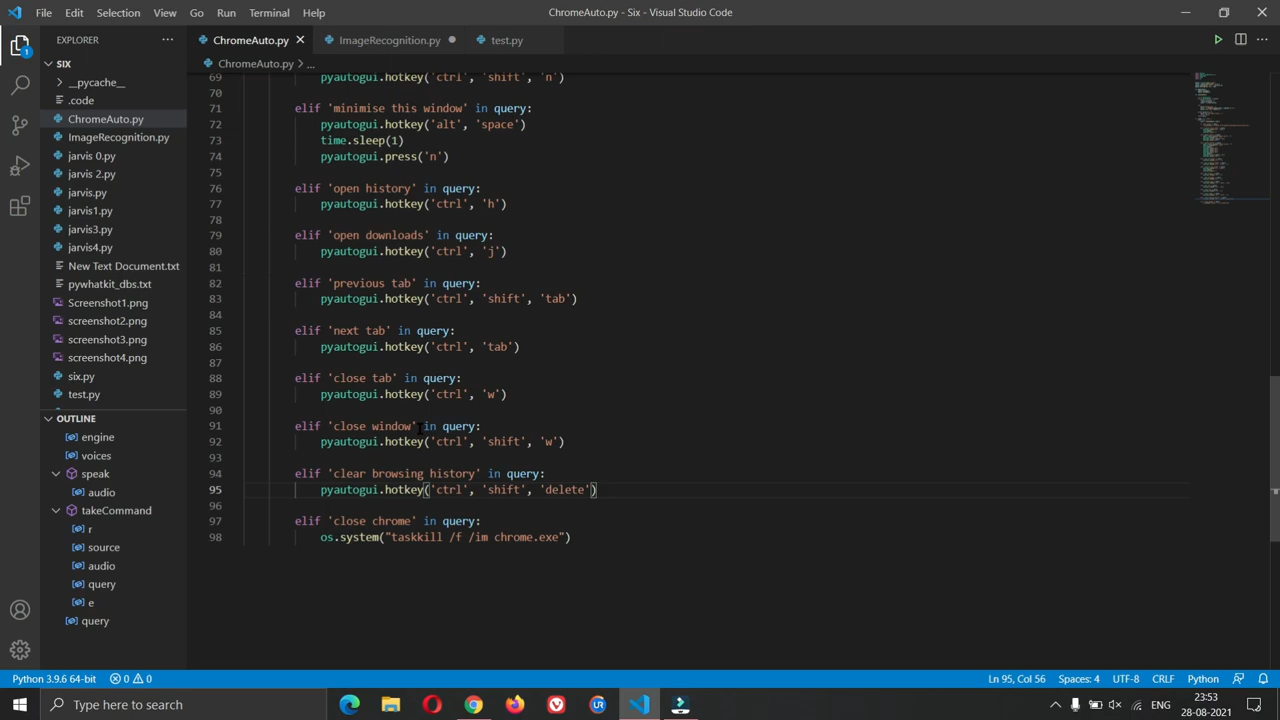 File Edit Selection View Go Run Terminal Help
ChromeAuto.py - Six - Visual Studio Code
EXPLORER
ChromeAuto.py
ImageRecognition.py
test.py
SIX
__pycache__
.code
ChromeAuto.py
ImageRecognition.py
jarvis 0.py
jarvis 2.py
jarvis.py
jarvis1.py
jarvis3.py
jarvis4.py
New Text Document.txt
pywhatkit_dbs.txt
Screenshot1.png
screenshot2.png
screenshot3.png
screenshot4.png
six.py
test.py
OUTLINE
engine
voices
speak
audio
takeCommand
r
source
audio
query
e
query
ChromeAuto.py > ...
69 pyautogui.hotkey('ctrl', 'shift', 'n')
70
71 elif 'minimise this window' in query:
72 pyautogui.hotkey('alt', 'space')
73 time.sleep(1)
74 pyautogui.press('n')
75
76 elif 'open history' in query:
77 pyautogui.hotkey('ctrl', 'h')
78
79 elif 'open downloads' in query:
80 pyautogui.hotkey('ctrl', 'j')
81
82 elif 'previous tab' in query:
83 pyautogui.hotkey('ctrl', 'shift', 'tab')
84
85 elif 'next tab' in query:
86 pyautogui.hotkey('ctrl', 'tab')
87
88 elif 'close tab' in query:
89 pyautogui.hotkey('ctrl', 'w')
90
91 elif 'close window' in query:
92 pyautogui.hotkey('ctrl', 'shift', 'w')
93
94 elif 'clear browsing history' in query:
95 pyautogui.hotkey('ctrl', 'shift', 'delete')
96
97 elif 'close chrome' in query:
98 os.system("taskkill /f /im chrome.exe")
Python 3.9.6 64-bit 0 0 Ln 95, Col 56 Spaces: 4 UTF-8 CRLF Python
Type here to search
ENG
23:53
28-08-2021